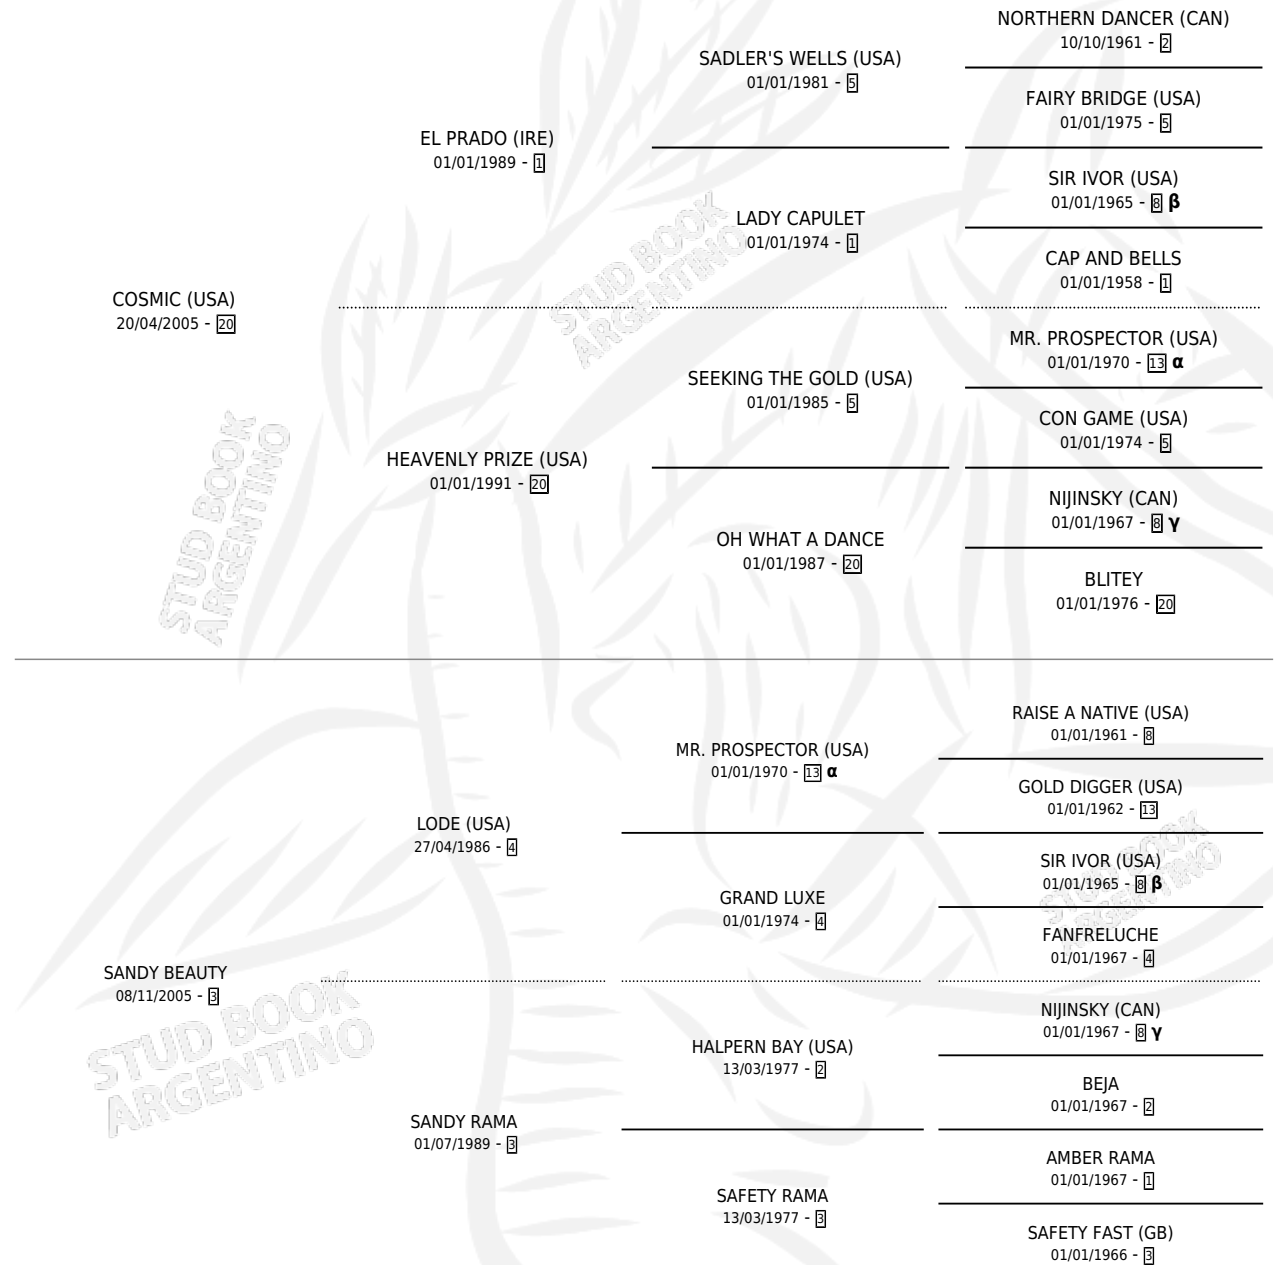 NORTHERN DANCER (CAN)
10/10/1961 - 2
SADLER'S WELLS (USA)
01/01/1981 - 5
FAIRY BRIDGE (USA)
01/01/1975 - 5
EL PRADO (IRE)
01/01/1989 - 1
SIR IVOR (USA)
01/01/1965 - 8 β
LADY CAPULET
01/01/1974 - 1
CAP AND BELLS
01/01/1958 - 1
COSMIC (USA)
20/04/2005 - 20
MR. PROSPECTOR (USA)
01/01/1970 - 13 α
SEEKING THE GOLD (USA)
01/01/1985 - 5
CON GAME (USA)
01/01/1974 - 5
HEAVENLY PRIZE (USA)
01/01/1991 - 20
NIJINSKY (CAN)
01/01/1967 - 8 γ
OH WHAT A DANCE
01/01/1987 - 20
BLITEY
01/01/1976 - 20
RAISE A NATIVE (USA)
01/01/1961 - 8
MR. PROSPECTOR (USA)
01/01/1970 - 13 α
GOLD DIGGER (USA)
01/01/1962 - 13
LODE (USA)
27/04/1986 - 4
SIR IVOR (USA)
01/01/1965 - 8 β
GRAND LUXE
01/01/1974 - 4
FANFRELUCHE
01/01/1967 - 4
SANDY BEAUTY
08/11/2005 - 3
NIJINSKY (CAN)
01/01/1967 - 8 γ
HALPERN BAY (USA)
13/03/1977 - 2
BEJA
01/01/1967 - 2
SANDY RAMA
01/07/1989 - 3
AMBER RAMA
01/01/1967 - 1
SAFETY RAMA
13/03/1977 - 3
SAFETY FAST (GB)
01/01/1966 - 3
STUD BOOK
ARGENTINO
STUD BOOK
ARGENTINO
STUD BOOK
ARGENTINO
STUD BOOK
ARGENTINO